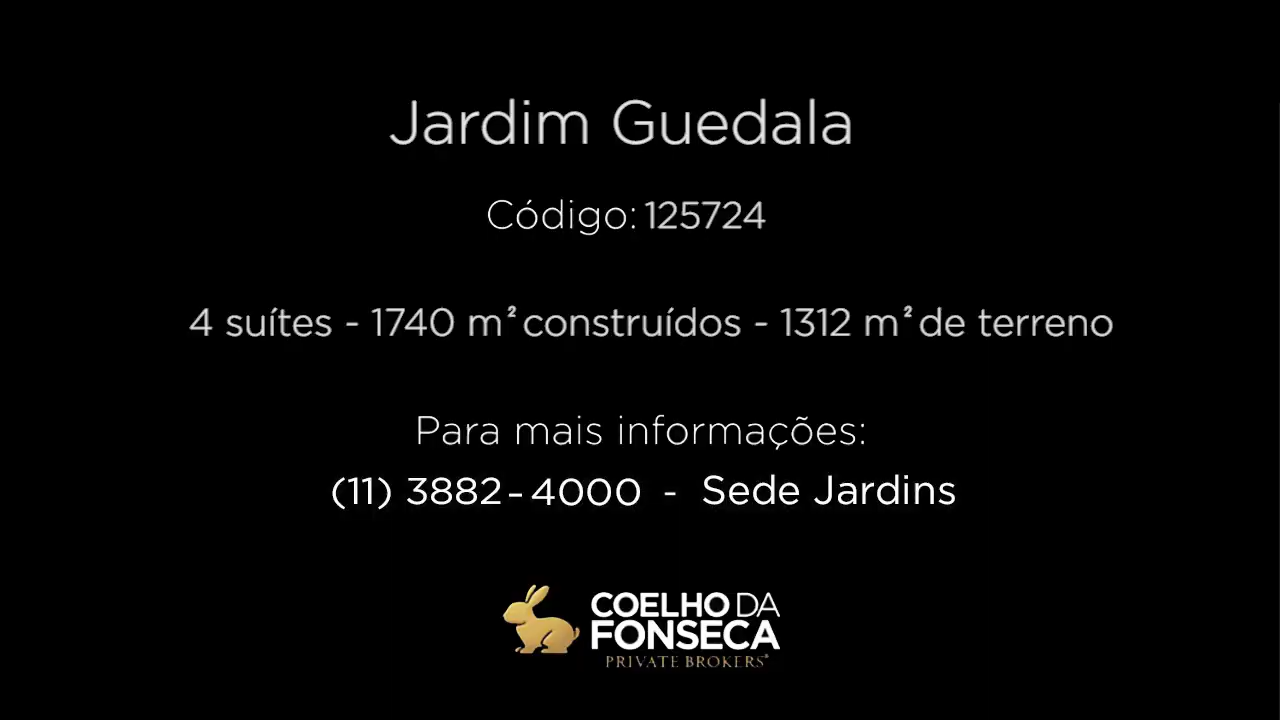 Jardim Guedala
Código: 125724
4 suítes - 1740 m² construídos - 1312 m² de terreno
Para mais informações:
(11) 3882-4000 - Sede Jardins
COELHO DA
FONSECA
PRIVATE BROKERS®